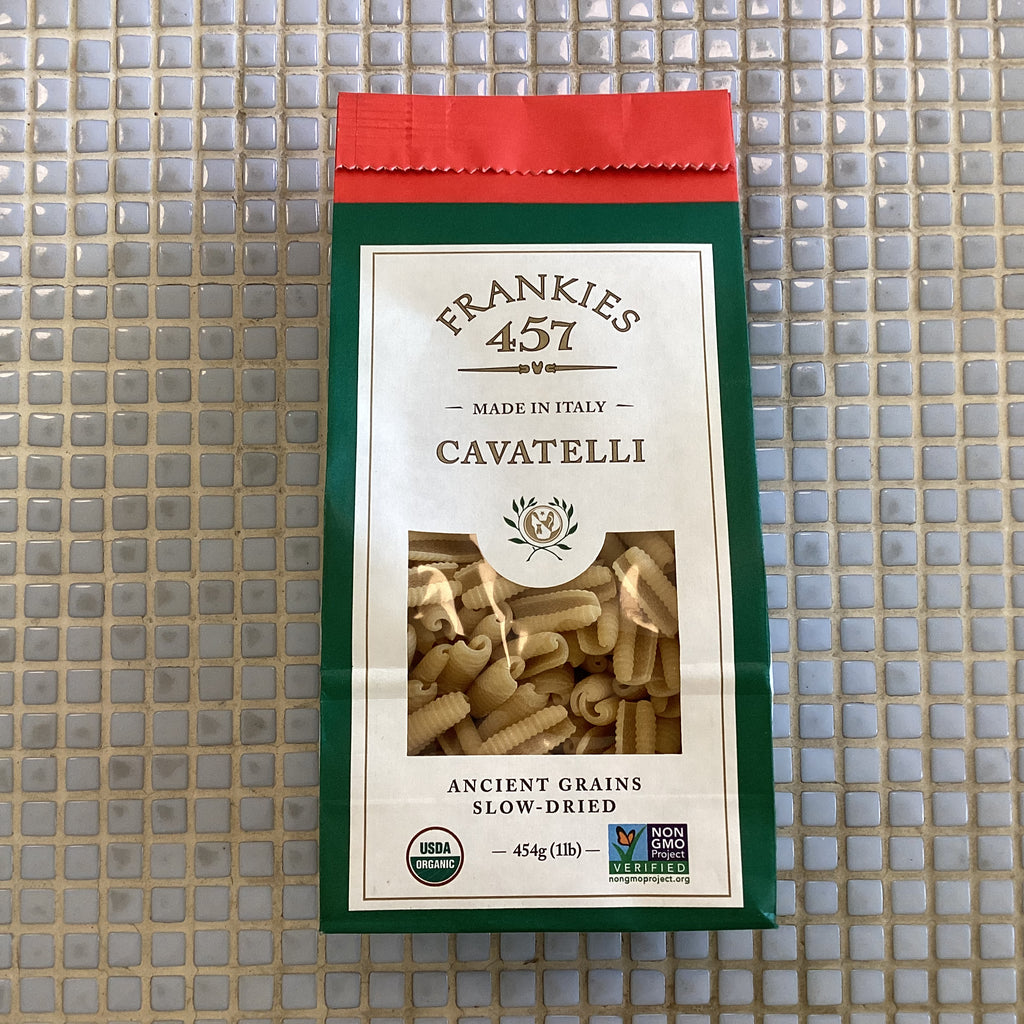 FRANKIES
457
MADE IN ITALY
CAVATELLI
ANCIENT GRAINS
SLOW-DRIED
USDA
ORGANIC
— 454g (1lb) —
NON
GMO
Project
VERIFIED
nongmoproject.org